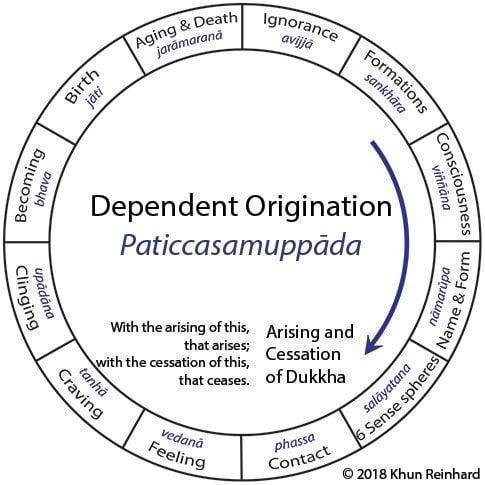 Ignorance
avijjā
Formations
sankhāra
Consciousness
viññāna
Name & Form
nāmarūpa
6 Sense spheres
salāyatana
Contact
phassa
Feeling
vedanā
Craving
tanhā
Clinging
upādāna
Becoming
bhava
Birth
jāti
Aging & Death
jarāmaranā
Dependent Origination
Paticcasamuppāda
With the arising of this,
that arises;
with the cessation of this,
that ceases.
Arising and
Cessation
of Dukkha
© 2018 Khun Reinhard